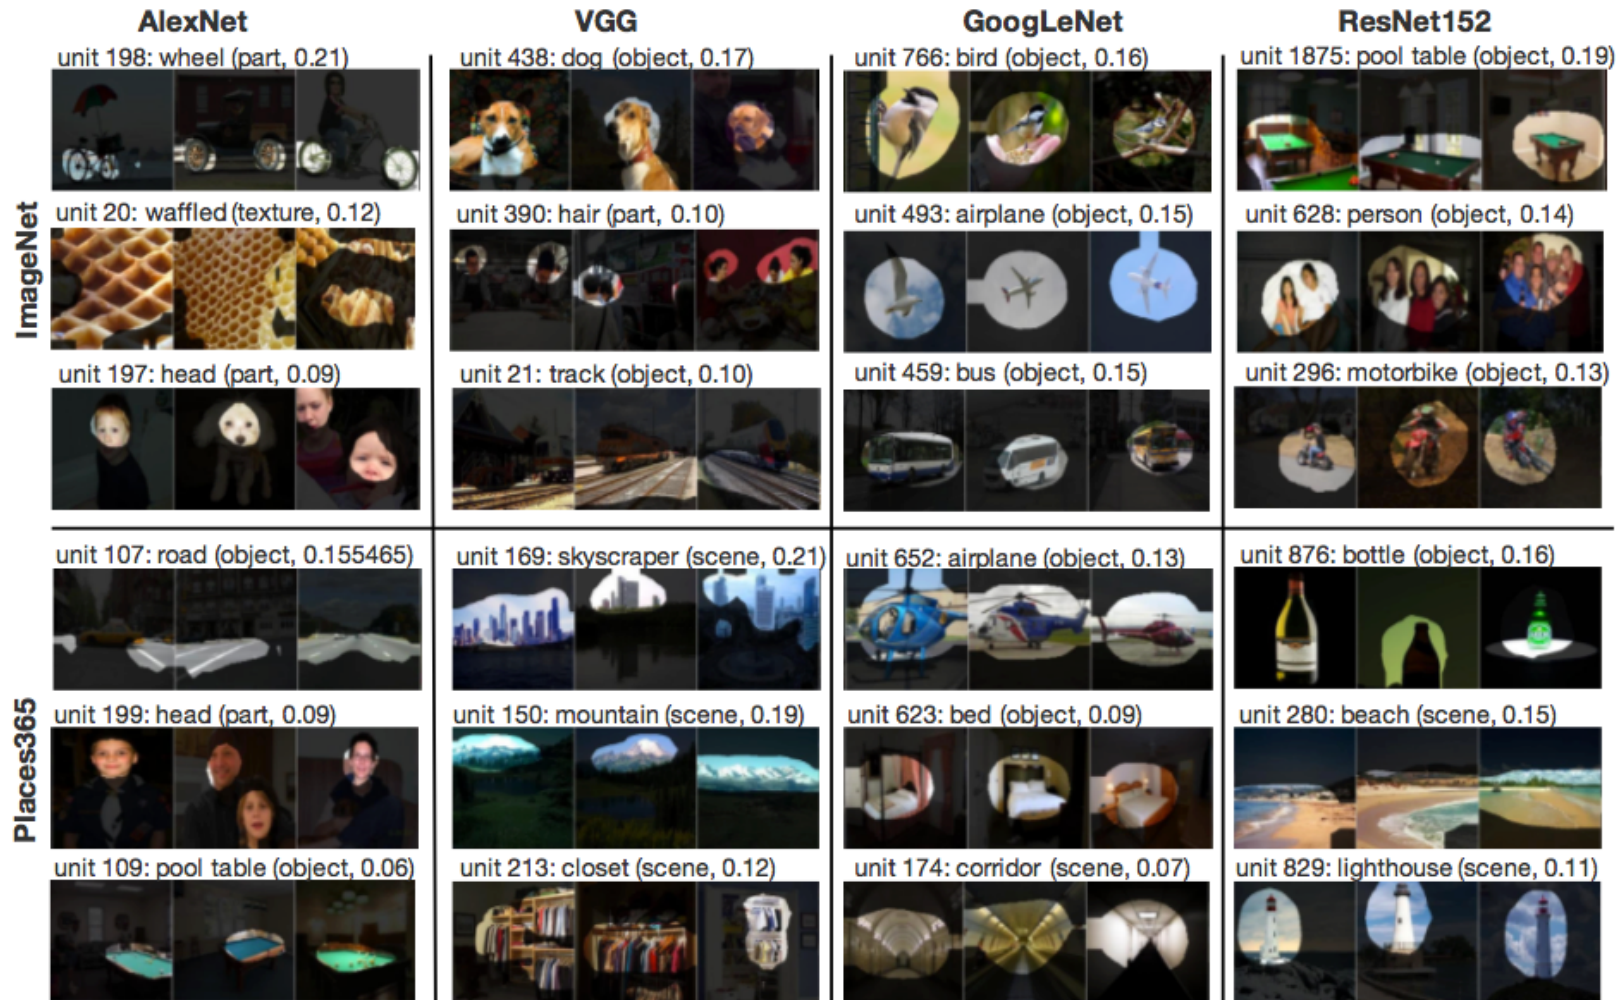 AlexNet VGG GoogLeNet ResNet152
unit 198: wheel (part, 0.21) unit 438: dog (object, 0.17) unit 766: bird (object, 0.16) unit 1875: pool table (object, 0.19)
ImageNet
unit 20: waffled (texture, 0.12) unit 390: hair (part, 0.10) unit 493: airplane (object, 0.15) unit 628: person (object, 0.14)
unit 197: head (part, 0.09) unit 21: track (object, 0.10) unit 459: bus (object, 0.15) unit 296: motorbike (object, 0.13)
unit 107: road (object, 0.155465) unit 169: skyscraper (scene, 0.21) unit 652: airplane (object, 0.13) unit 876: bottle (object, 0.16)
Places365
unit 199: head (part, 0.09) unit 150: mountain (scene, 0.19) unit 623: bed (object, 0.09) unit 280: beach (scene, 0.15)
unit 109: pool table (object, 0.06) unit 213: closet (scene, 0.12) unit 174: corridor (scene, 0.07) unit 829: lighthouse (scene, 0.11)